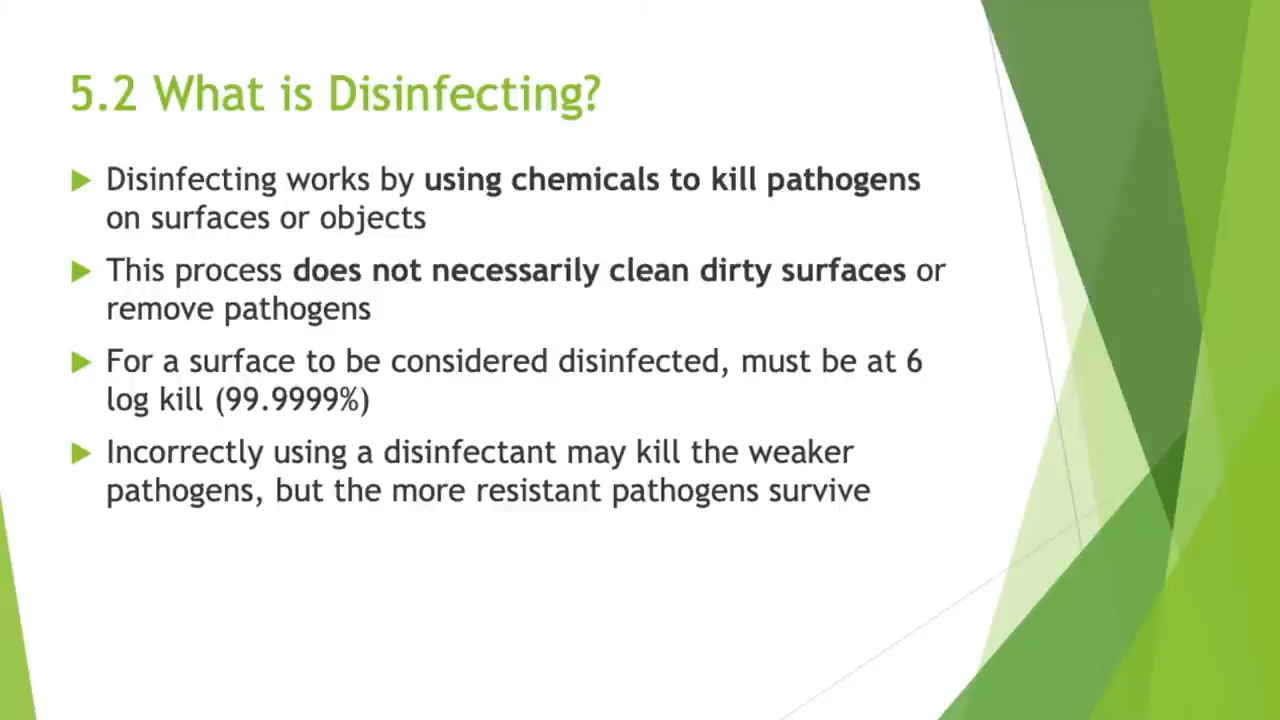 5.2 What is Disinfecting?
Disinfecting works by using chemicals to kill pathogens
on surfaces or objects
This process does not necessarily clean dirty surfaces or
remove pathogens
For a surface to be considered disinfected, must be at 6
log kill (99.9999%)
Incorrectly using a disinfectant may kill the weaker
pathogens, but the more resistant pathogens survive